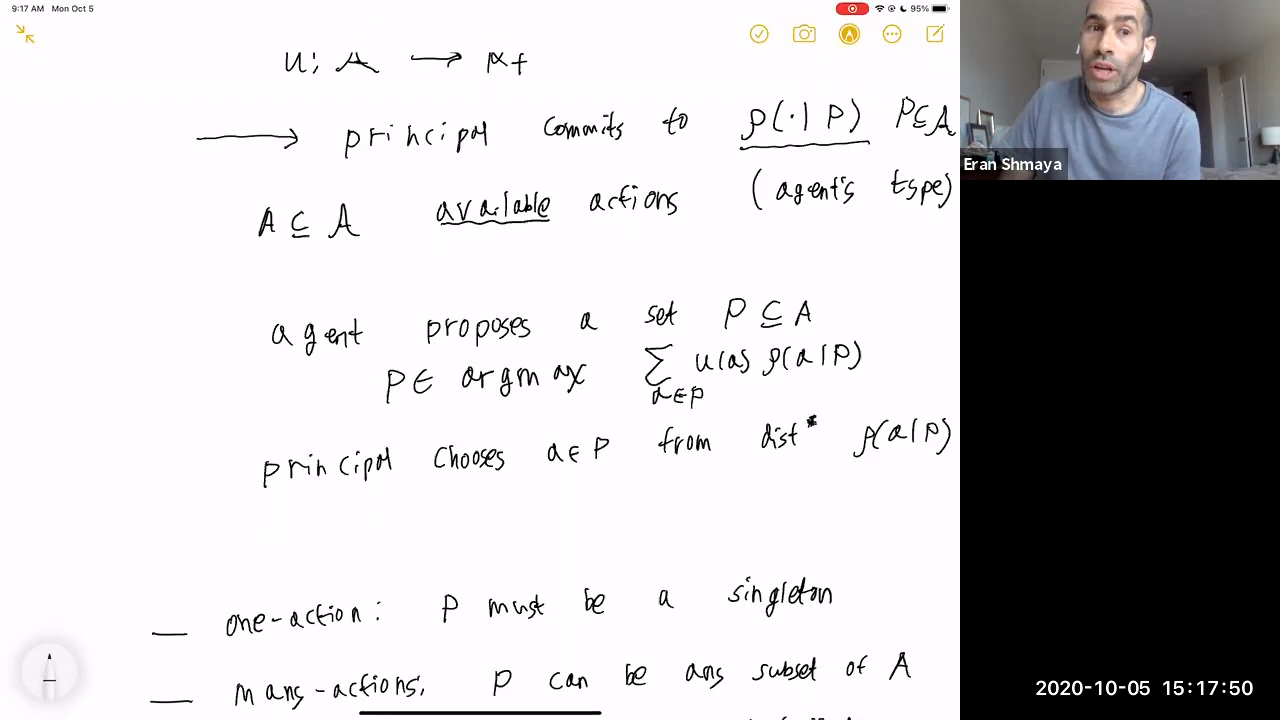 9:17 AM Mon Oct 5
95%
u: 𝒜 → ℝ+
→ principal commits to ρ(·|P) P⊆𝒜
A ⊆ 𝒜 available actions (agent's type)
agent proposes a set P ⊆ A
P ∈ argmax ∑ u(a) ρ(a|P)
a∈P
principal chooses a∈P from dist ρ(a|P)
— one-action: P must be a singleton
— Many-actions. P can be any subset of A
Eran Shmaya
2020-10-05 15:17:50